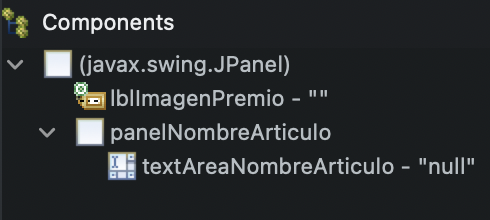 Components
(javax.swing.JPanel)
lblImagenPremio - ""
panelNombreArticulo
textAreaNombreArticulo - "null"